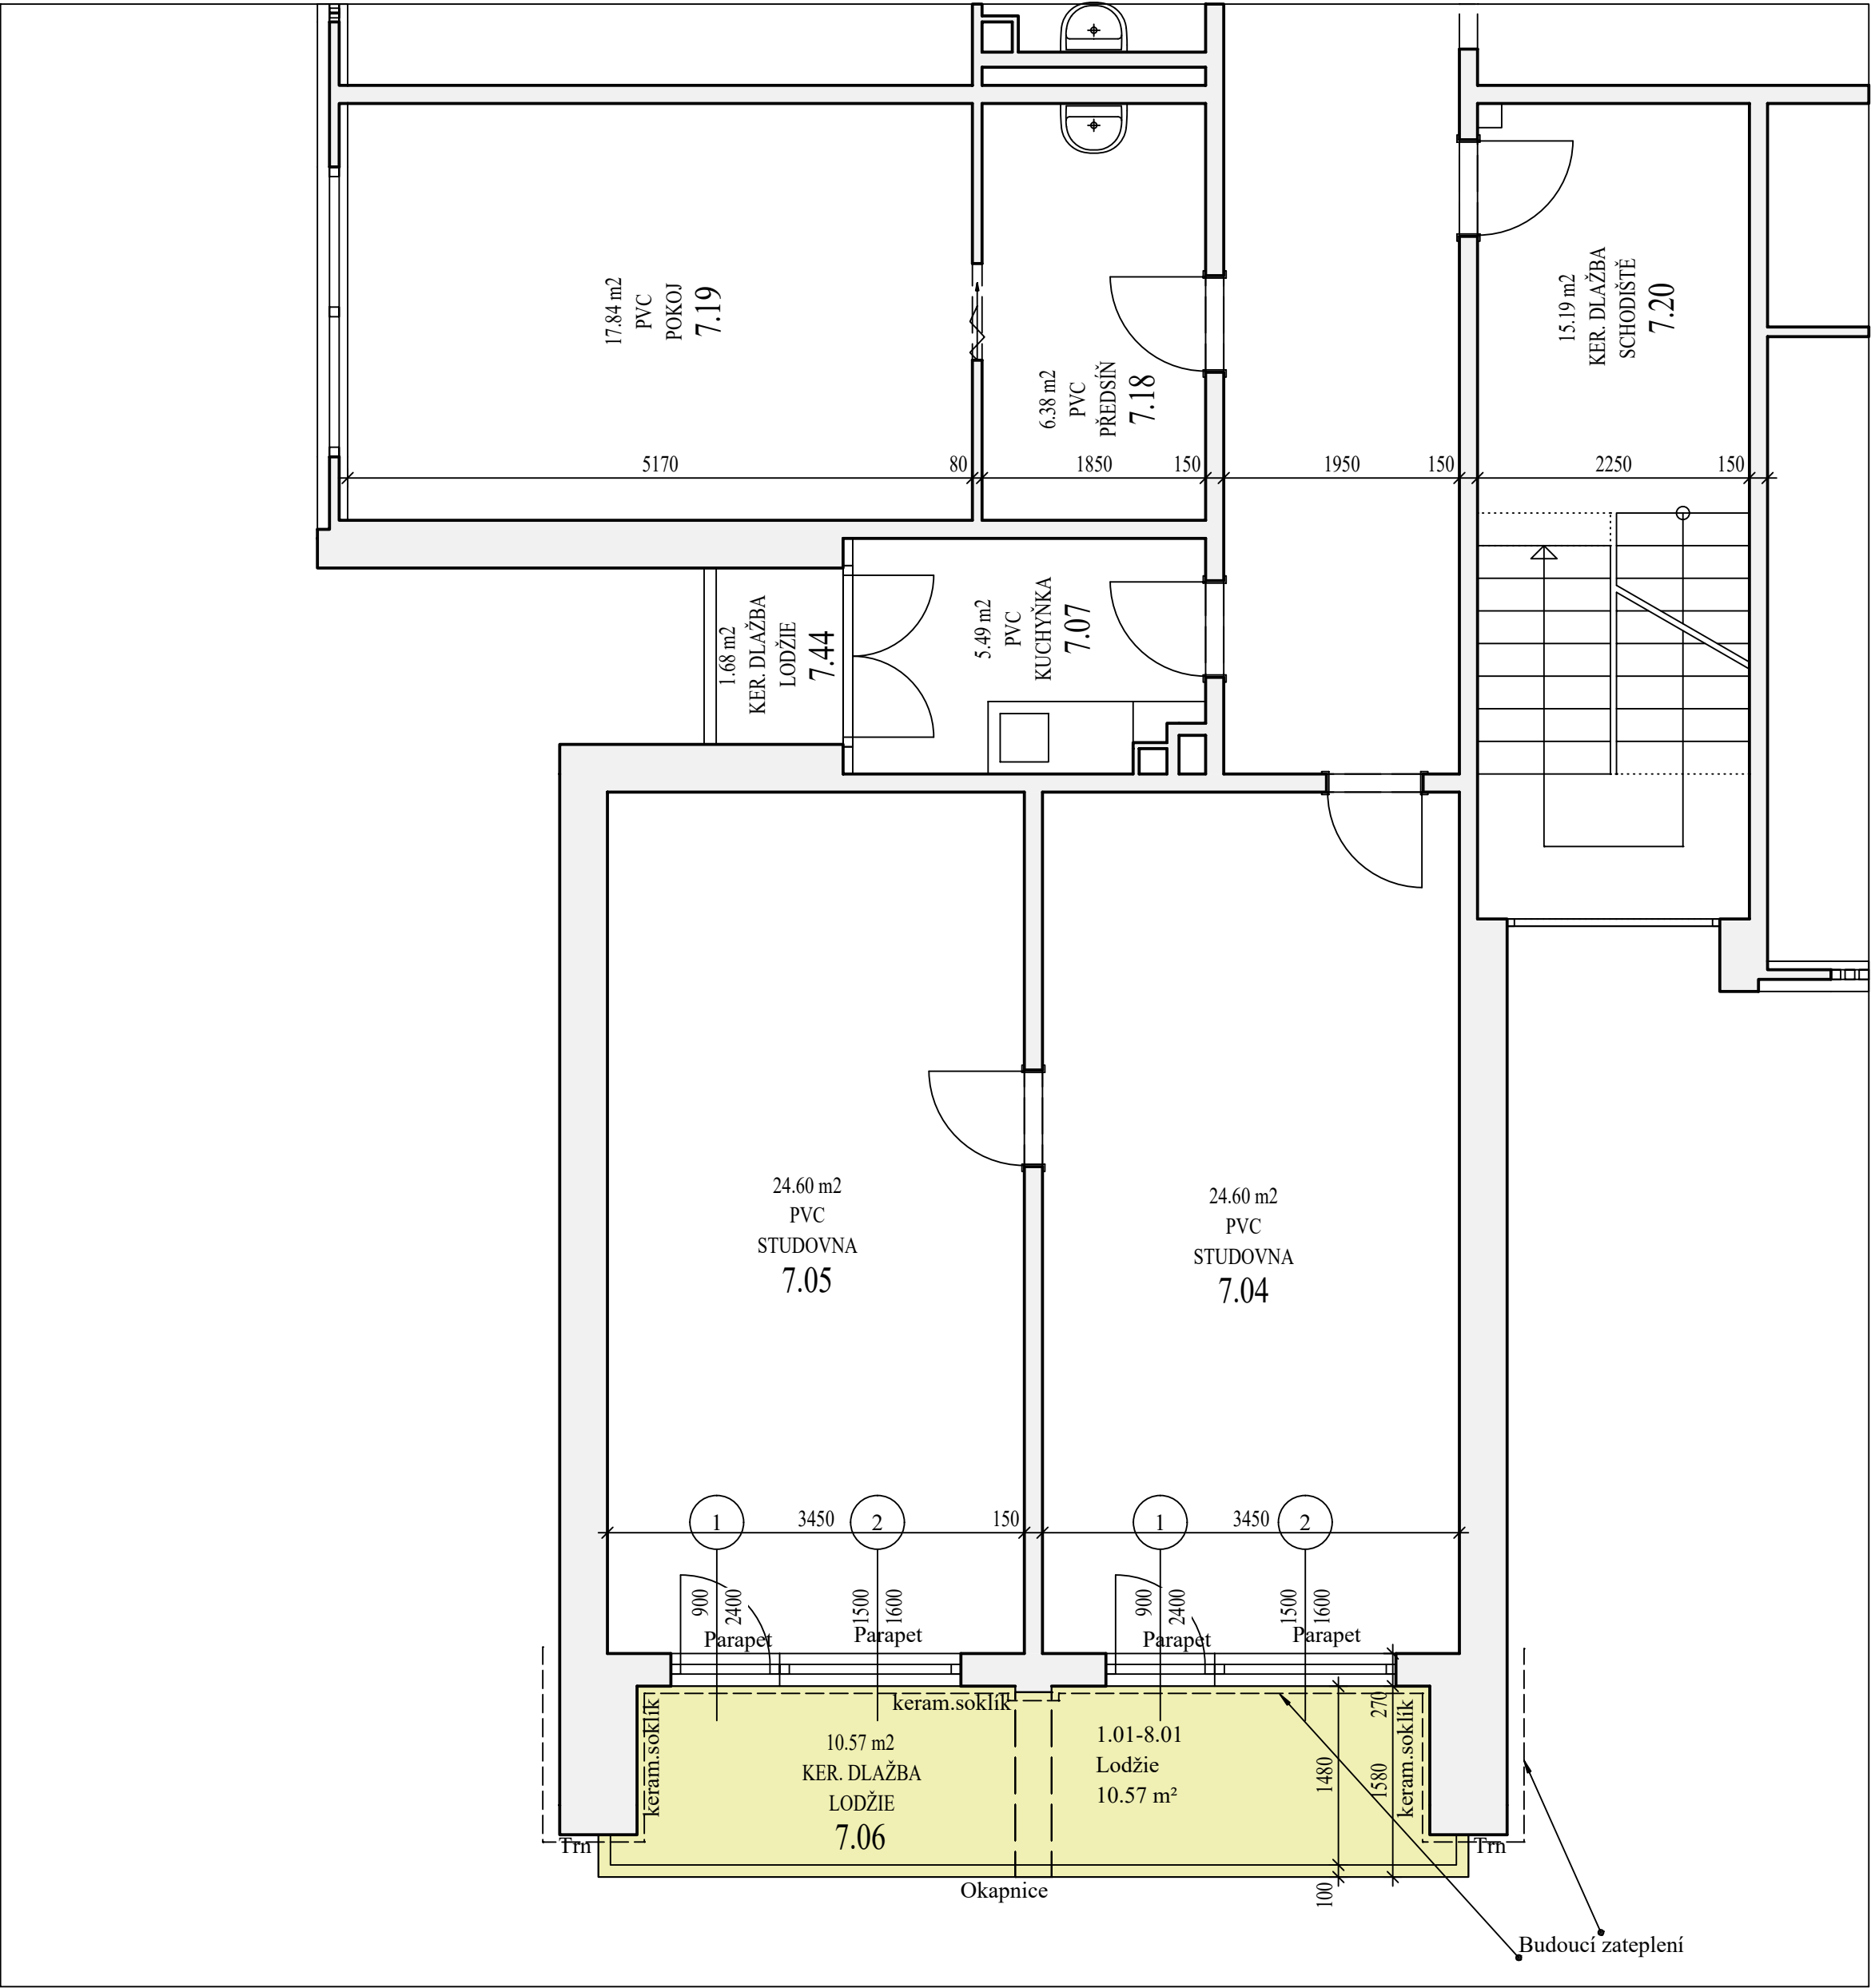 17.84 m2
PVC
POKOJ
7.19
6.38 m2
PVC
PŘEDSÍŇ
7.18
15.19 m2
KER. DLAŽBA
SCHODIŠTĚ
7.20
5170
80
1850
150
1950
150
2250
150
1.68 m2
KER. DLAŽBA
LODŽIE
7.44
5.49 m2
PVC
KUCHYŇKA
7.07
24.60 m2
PVC
STUDOVNA
7.05
24.60 m2
PVC
STUDOVNA
7.04
1
3450
2
150
1
3450
2
900
2400
1500
1600
900
2400
1500
1600
Parapet
Parapet
Parapet
Parapet
keram.soklík
keram.soklík
10.57 m2
KER. DLAŽBA
LODŽIE
7.06
1.01-8.01
Lodžie
10.57 m²
1480
270
1580
keram.soklík
100
Trn
Trn
Okapnice
Budoucí zateplení